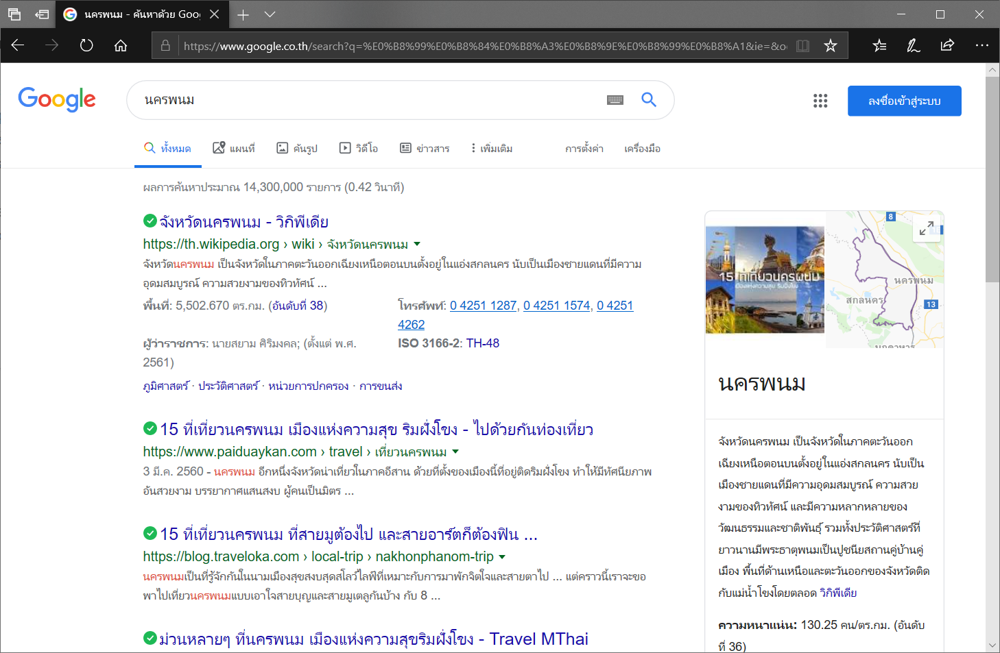 นครพนม - ค้นหาด้วย Goo
https://www.google.co.th/search?q=%E0%B8%99%E0%B8%84%E0%B8%A3%E0%B8%9E%E0%B8%99%E0%B8%A1&ie=&o
Google
นครพนม
ลงชื่อเข้าสู่ระบบ
ทั้งหมด แผนที่ ค้นรูป วิดีโอ ข่าวสาร เพิ่มเติม การตั้งค่า เครื่องมือ
ผลการค้นหาประมาณ 14,300,000 รายการ (0.42 วินาที)
จังหวัดนครพนม - วิกิพีเดีย
https://th.wikipedia.org › wiki › จังหวัดนครพนม
จังหวัดนครพนม เป็นจังหวัดในภาคตะวันออกเฉียงเหนือตอนบนตั้งอยู่ในแอ่งสกลนคร นับเป็นเมืองชายแดนที่มีความ
อุดมสมบูรณ์ ความสวยงามของทิวทัศน์ ...
พื้นที่: 5,502.670 ตร.กม. (อันดับที่ 38)
โทรศัพท์: 0 4251 1287, 0 4251 1574, 0 4251
4262
ผู้ว่าราชการ: นายสยาม ศิริมงคล; (ตั้งแต่ พ.ศ.
2561)
ISO 3166-2: TH-48
ภูมิศาสตร์ · ประวัติศาสตร์ · หน่วยการปกครอง · การขนส่ง
15 ที่เที่ยวนครพนม เมืองแห่งความสุข ริมฝั่งโขง - ไปด้วยกันท่องเที่ยว
https://www.paiduaykan.com › travel › เที่ยวนครพนม
3 มี.ค. 2560 - นครพนม อีกหนึ่งจังหวัดน่าเที่ยวในภาคอีสาน ด้วยที่ตั้งของเมืองนี้ที่อยู่ติดริมฝั่งโขง ทำให้มีทัศนียภาพ
อันสวยงาม บรรยากาศแสนสงบ ผู้คนเป็นมิตร ...
15 ที่เที่ยวนครพนม ที่สายมูต้องไป และสายอาร์ตก็ต้องฟิน ...
https://blog.traveloka.com › local-trip › nakhonphanom-trip
นครพนมเป็นที่รู้จักกันในนามเมืองสุขสงบสุดสโลว์ไลฟ์ที่เหมาะกับการมาพักจิตใจและสายตาไป ... แต่คราวนี้เราจะขอ
พาไปเที่ยวนครพนมแบบเอาใจสายบุญและสายมูเตลูกันบ้าง กับ 8 ...
ม่วนหลายๆ ที่นครพนม เมืองแห่งความสุขริมฝั่งโขง - Travel MThai
15 ที่เที่ยวนครพนม
เมืองแห่งความสุข ริมฝั่งโขง
8
นครพนม
สกลนคร
13
มุกดาหาร
นครพนม
จังหวัดนครพนม เป็นจังหวัดในภาคตะวันออก
เฉียงเหนือตอนบนตั้งอยู่ในแอ่งสกลนคร นับเป็น
เมืองชายแดนที่มีความอุดมสมบูรณ์ ความสวย
งามของทิวทัศน์ และมีความหลากหลายของ
วัฒนธรรมและชาติพันธุ์ รวมทั้งประวัติศาสตร์ที่
ยาวนานมีพระธาตุพนมเป็นปูชนียสถานคู่บ้านคู่
เมือง พื้นที่ด้านเหนือและตะวันออกของจังหวัดติด
กับแม่น้ำโขงโดยตลอด วิกิพีเดีย
ความหนาแน่น: 130.25 คน/ตร.กม. (อันดับ
ที่ 36)